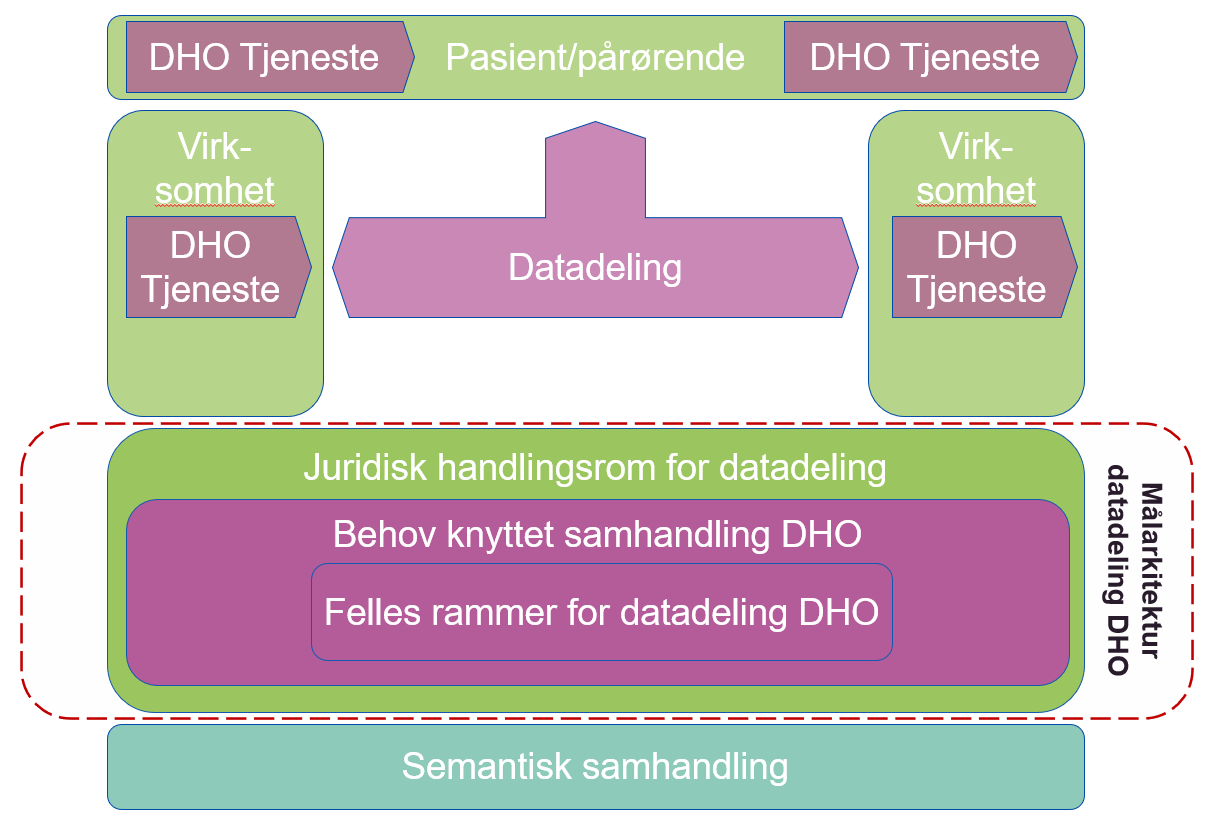 DHO Tjeneste
Pasient/pårørende
DHO Tjeneste
Virk-
somhet
DHO
Tjeneste
Datadeling
Virk-
somhet
DHO
Tjeneste
Juridisk handlingsrom for datadeling
Behov knyttet samhandling DHO
Felles rammer for datadeling DHO
Målarkitektur
datadeling DHO
Semantisk samhandling